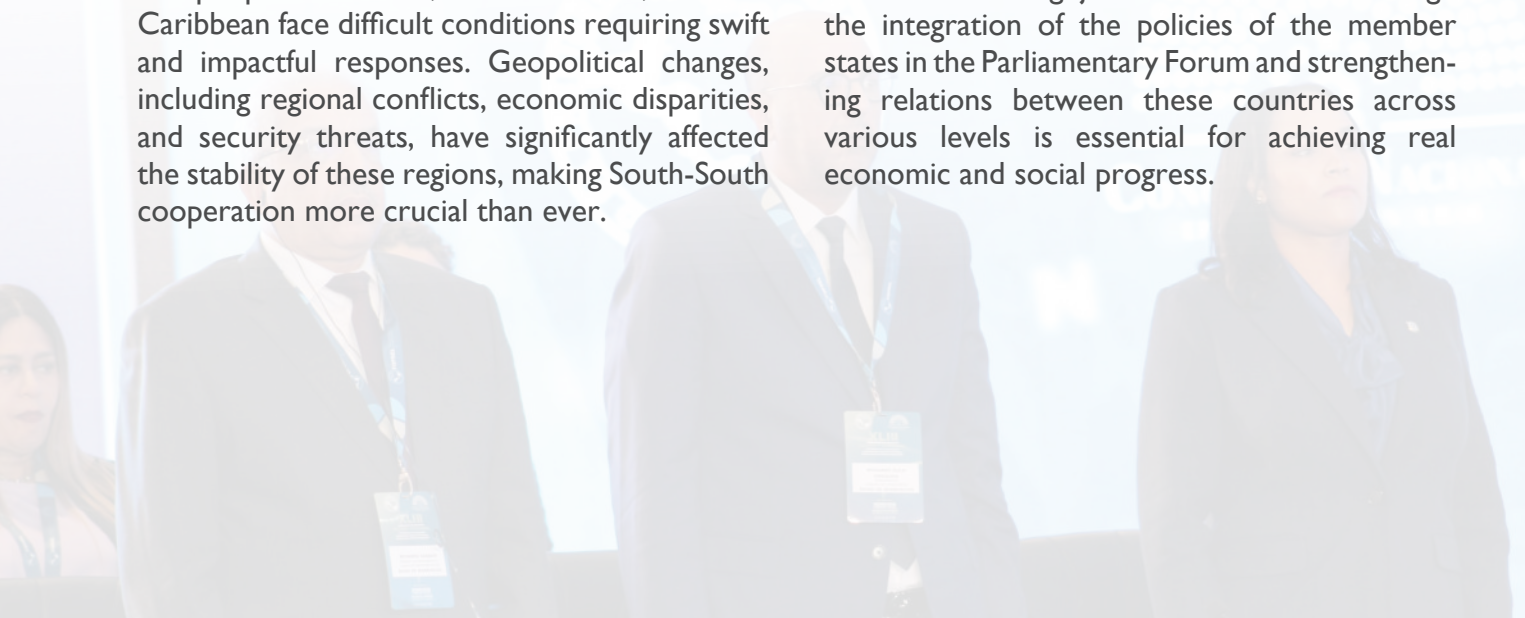 Caribbean face difficult conditions requiring swift
and impactful responses. Geopolitical changes,
including regional conflicts, economic disparities,
and security threats, have significantly affected
the stability of these regions, making South-South
cooperation more crucial than ever.
the integration of the policies of the member
states in the Parliamentary Forum and strengthen-
ing relations between these countries across
various levels is essential for achieving real
economic and social progress.